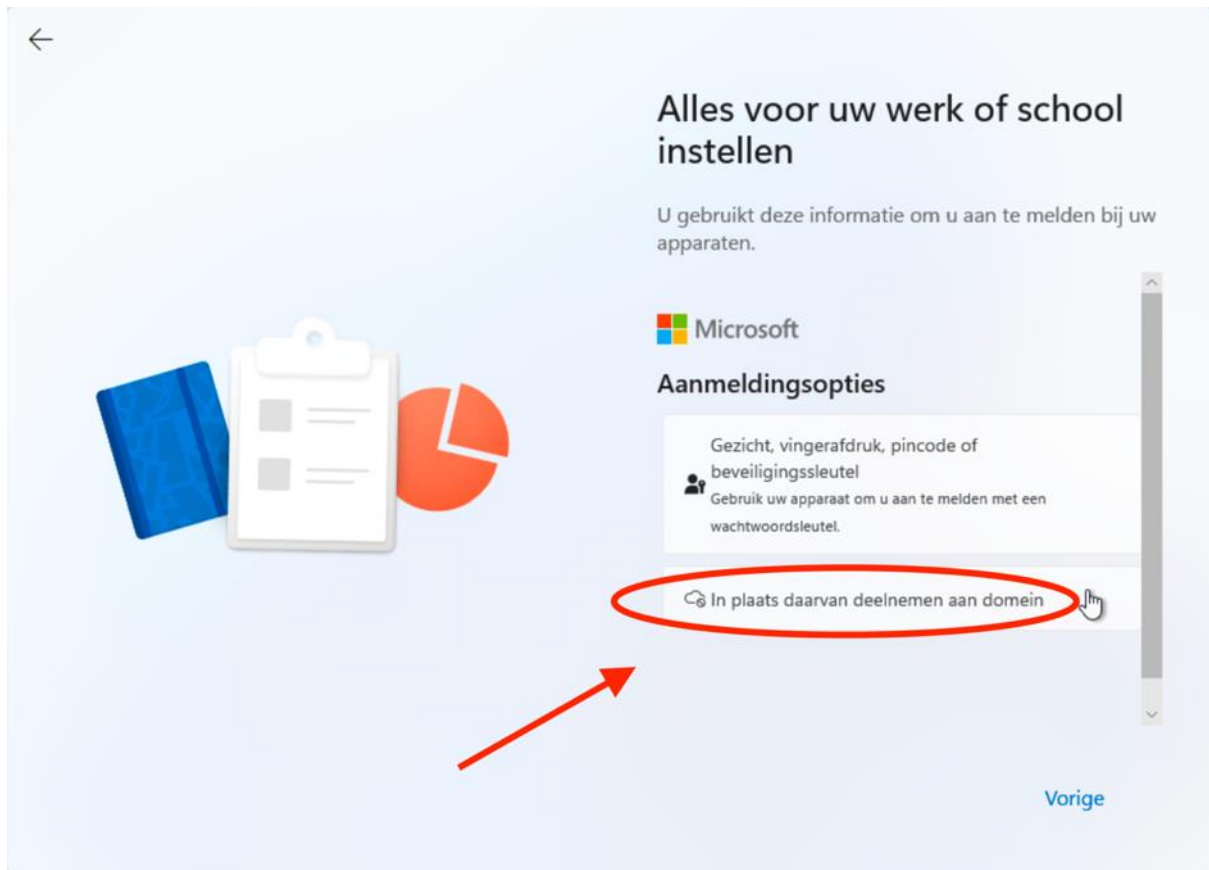 Alles voor uw werk of school
instellen
U gebruikt deze informatie om u aan te melden bij uw
apparaten.
Microsoft
Aanmeldingsopties
Gezicht, vingerafdruk, pincode of
beveiligingssleutel
Gebruik uw apparaat om u aan te melden met een
wachtwoordsleutel.
In plaats daarvan deelnemen aan domein
Vorige